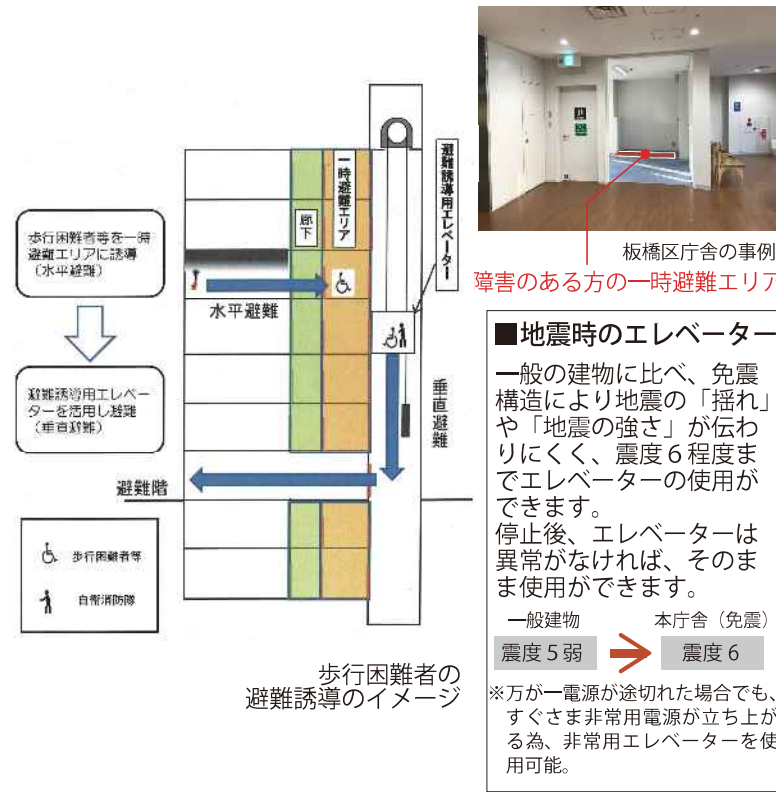 歩行困難者等を一時
避難エリアに誘導
（水平避難）
避難誘導用エレベー
ターを活用し避難
（垂直避難）
廊下
一時避難エリア
避難誘導用エレベーター
水平避難
垂直避難
避難階
歩行困難者等
自衛消防隊
歩行困難者の
避難誘導のイメージ
板橋区庁舎の事例
障害のある方の一時避難エリア
■地震時のエレベーター
一般の建物に比べ、免震
構造により地震の「揺れ」
や「地震の強さ」が伝わ
りにくく、震度６程度ま
でエレベーターの使用が
できます。
停止後、エレベーターは
異常がなければ、そのま
ま使用ができます。
一般建物
本庁舎（免震）
震度５弱
震度６
※万が一電源が途切れた場合でも、
すぐさま非常用電源が立ち上が
る為、非常用エレベーターを使
用可能。